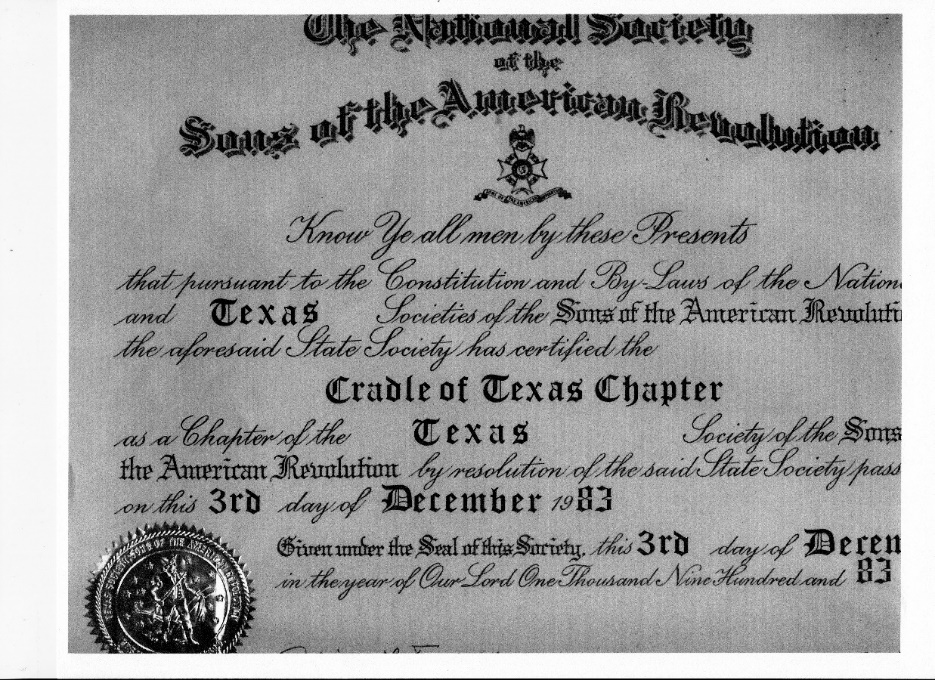 The National Society
of the
Sons of the American Revolution
Know Ye all men by these Presents
that pursuant to the Constitution and By-Laws of the Nation
and Texas Societies of the Sons of the American Revoluti
the aforesaid State Society has certified the
Cradle of Texas Chapter
as a Chapter of the Texas Society of the Sons
the American Revolution by resolution of the said State Society pass
on this 3rd day of December 1983
Given under the Seal of this Society, this 3rd day of Decem
in the year of Our Lord One Thousand Nine Hundred and 83